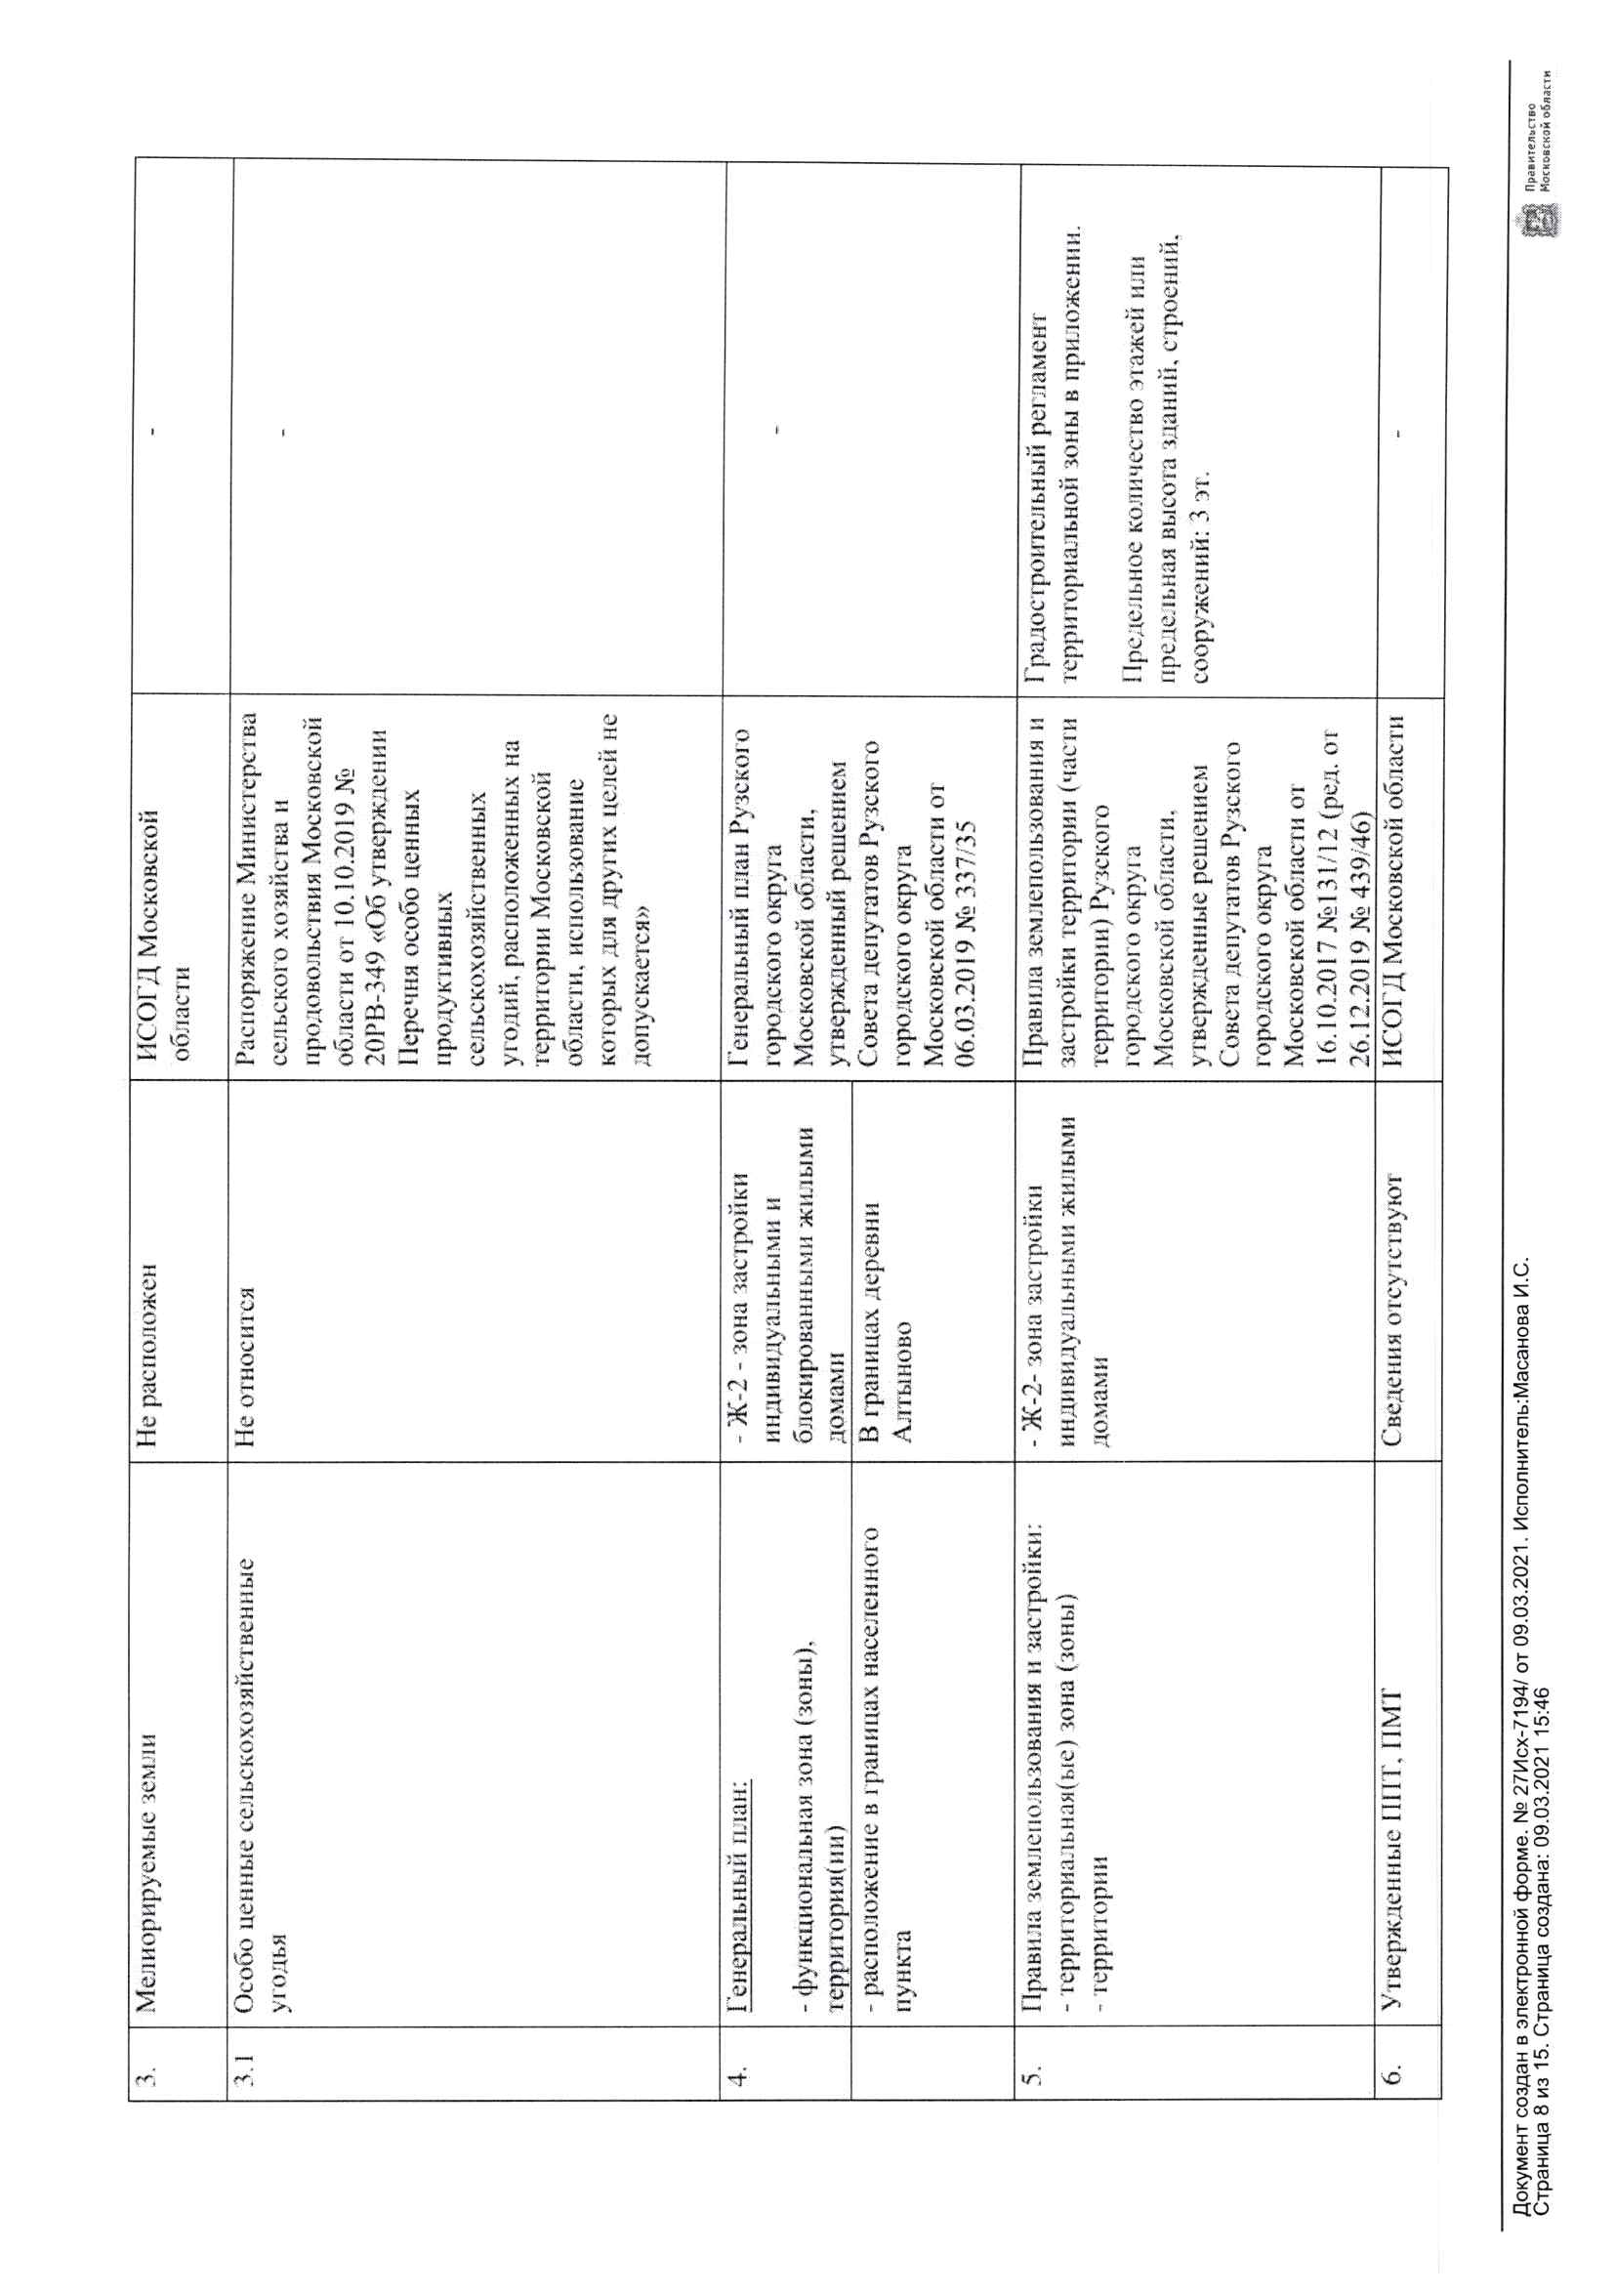 3.
Мелиорируемые земли
Не расположен
ИСОГД Московской
области
-
3.1
Особо ценные сельскохозяйственные
угодья
Не относится
Распоряжение Министерства
сельского хозяйства и
продовольствия Московской
области от 10.10.2019 №
20РВ-349 «Об утверждении
Перечня особо ценных
продуктивных
сельскохозяйственных
угодий, расположенных на
территории Московской
области, использование
которых для других целей не
допускается»
-
4.
Генеральный план:
- функциональная зона (зоны),
территория(ии)
- Ж-2 - зона застройки
индивидуальными и
блокированными жилыми
домами
Генеральный план Рузского
городского округа
Московской области,
утвержденный решением
Совета депутатов Рузского
городского округа
Московской области от
06.03.2019 № 337/35
-
- расположение в границах населенного
пункта
В границах деревни
Алтыново
5.
Правила землепользования и застройки:
- территориальная(ые) зона (зоны)
- территории
- Ж-2- зона застройки
индивидуальными жилыми
домами
Правила землепользования и
застройки территории (части
территории) Рузского
городского округа
Московской области,
утвержденные решением
Совета депутатов Рузского
городского округа
Московской области от
16.10.2017 №131/12 (ред. от
26.12.2019 № 439/46)
Градостроительный регламент
территориальной зоны в приложении.
Предельное количество этажей или
предельная высота зданий, строений,
сооружений: 3 эт.
6.
Утвержденные ППТ, ПМТ
Сведения отсутствуют
ИСОГД Московской области
-
Документ создан в электронной форме. № 27Исх-7194/ от 09.03.2021. Исполнитель:Масанова И.С.
Страница 8 из 15. Страница создана: 09.03.2021 15:46
Правительство
Московской области